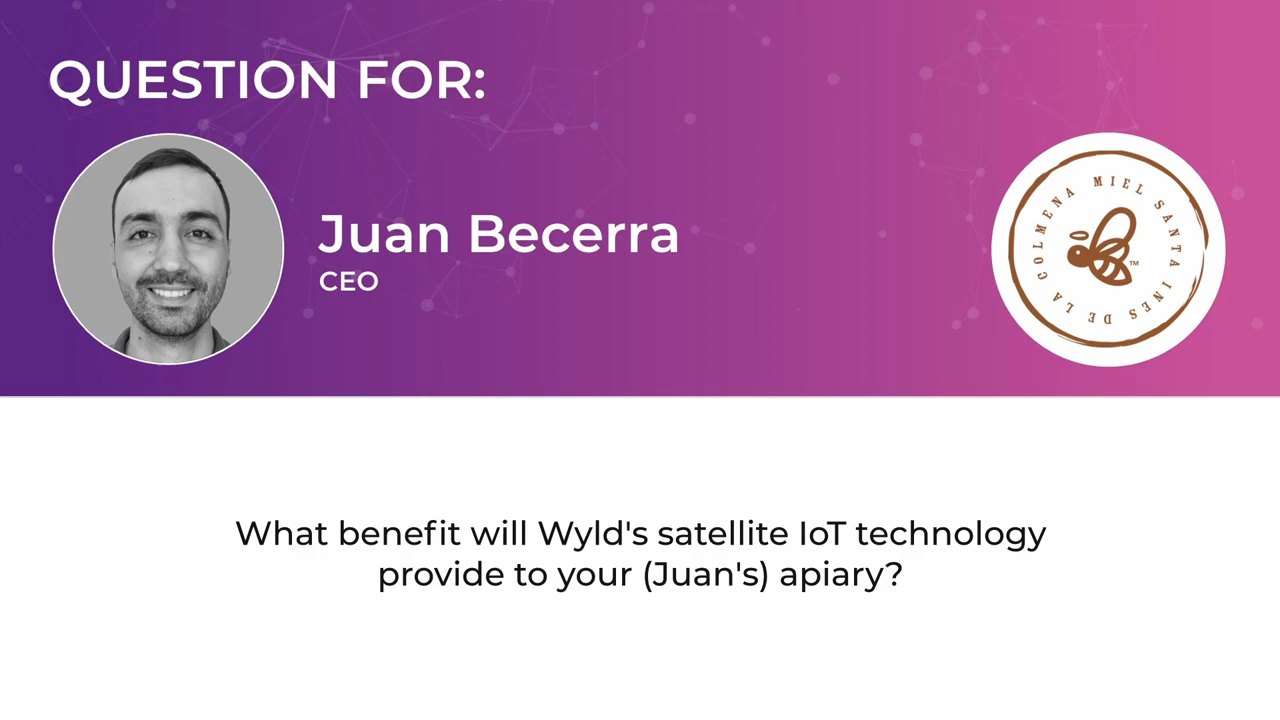 QUESTION FOR:
Juan Becerra
CEO
COLMENA MIEL SANTA INES DE LA
TM
What benefit will Wyld's satellite IoT technology
provide to your (Juan's) apiary?